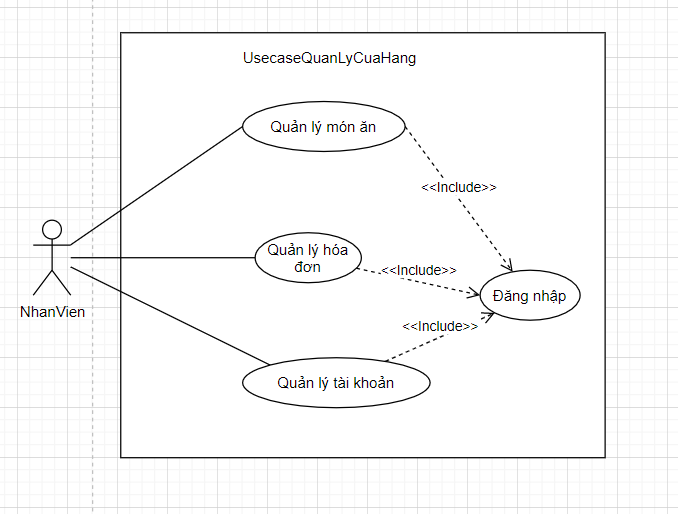 UsecaseQuanLyCuaHang
Quản lý món ăn
<<Include>>
Quản lý hóa
đơn
<<Include>>
Đăng nhập
NhanVien
<<Include>>
Quản lý tài khoản